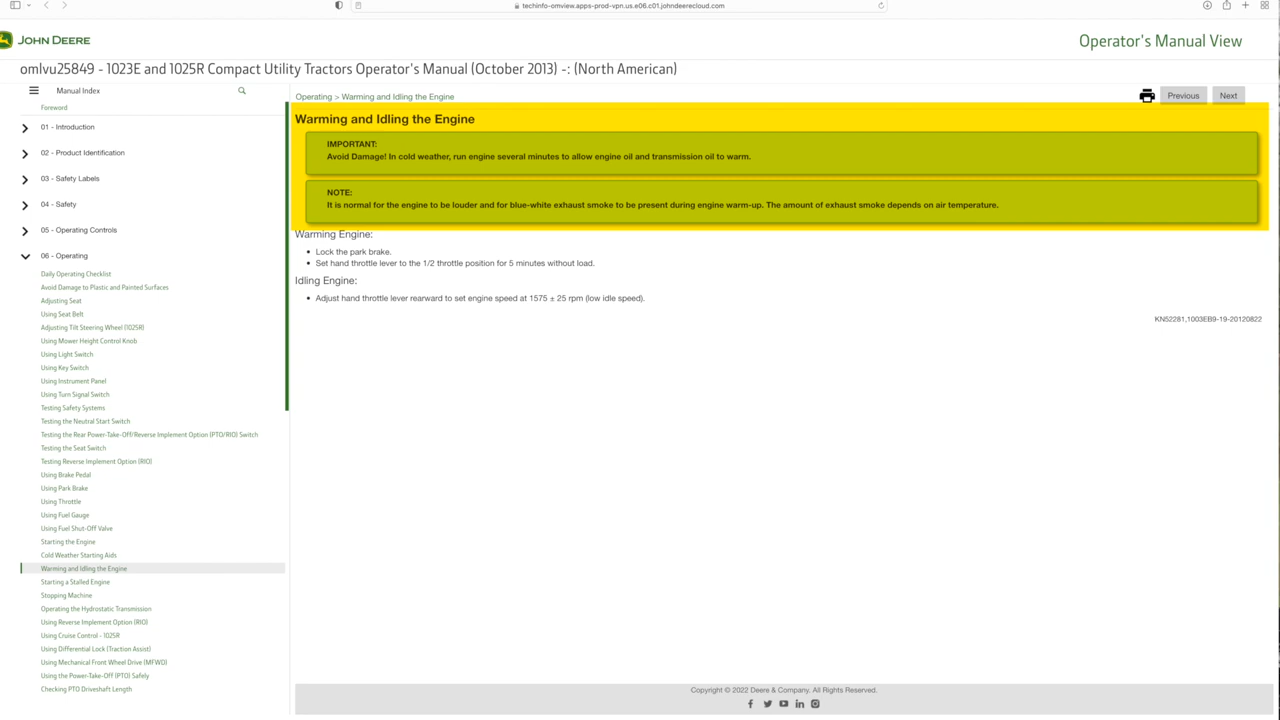 techinfo-omview.apps-prod-vpn.us.e06.c01.johndeerecloud.com
JOHN DEERE
Operator's Manual View
omlvu25849 - 1023E and 1025R Compact Utility Tractors Operator's Manual (October 2013) -: (North American)
Manual Index
Foreword
01 - Introduction
02 - Product Identification
03 - Safety Labels
04 - Safety
05 - Operating Controls
06 - Operating
Daily Operating Checklist
Avoid Damage to Plastic and Painted Surfaces
Adjusting Seat
Using Seat Belt
Adjusting Tilt Steering Wheel (1025R)
Using Mower Height Control Knob
Using Light Switch
Using Key Switch
Using Instrument Panel
Using Turn Signal Switch
Testing Safety Systems
Testing the Neutral Start Switch
Testing the Rear Power-Take-Off/Reverse Implement Option (PTO/RIO) Switch
Testing the Seat Switch
Testing Reverse Implement Option (RIO)
Using Brake Pedal
Using Park Brake
Using Throttle
Using Fuel Gauge
Using Fuel Shut-Off Valve
Starting the Engine
Cold Weather Starting Aids
Warming and Idling the Engine
Starting a Stalled Engine
Stopping Machine
Operating the Hydrostatic Transmission
Using Reverse Implement Option (RIO)
Using Cruise Control - 1025R
Using Differential Lock (Traction Assist)
Using Mechanical Front Wheel Drive (MFWD)
Using the Power-Take-Off (PTO) Safely
Checking PTO Driveshaft Length
Operating > Warming and Idling the Engine
Previous
Next
Warming and Idling the Engine
IMPORTANT:
Avoid Damage! In cold weather, run engine several minutes to allow engine oil and transmission oil to warm.
NOTE:
It is normal for the engine to be louder and for blue-white exhaust smoke to be present during engine warm-up. The amount of exhaust smoke depends on air temperature.
Warming Engine:
• Lock the park brake.
• Set hand throttle lever to the 1/2 throttle position for 5 minutes without load.
Idling Engine:
• Adjust hand throttle lever rearward to set engine speed at 1575 ± 25 rpm (low idle speed).
KN52281,1003EB9-19-20120822
Copyright © 2022 Deere & Company. All Rights Reserved.